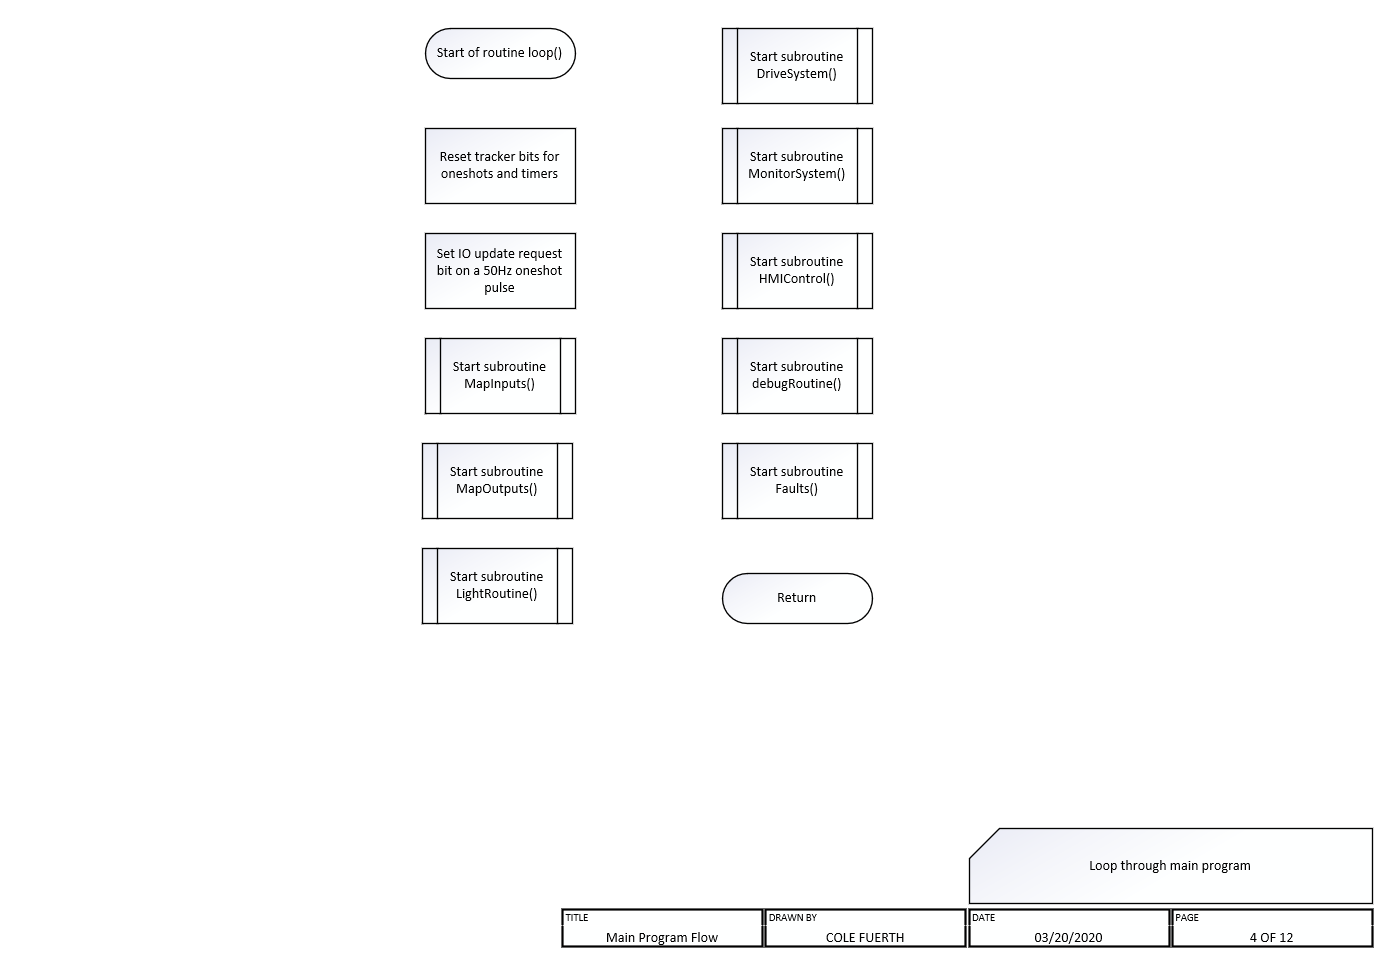 Start of routine loop()
Reset tracker bits for
oneshots and timers
Set IO update request
bit on a 50Hz oneshot
pulse
Start subroutine
MapInputs()
Start subroutine
MapOutputs()
Start subroutine
LightRoutine()
Start subroutine
DriveSystem()
Start subroutine
MonitorSystem()
Start subroutine
HMIControl()
Start subroutine
debugRoutine()
Start subroutine
Faults()
Return
Loop through main program
TITLE
Main Program Flow
DRAWN BY
COLE FUERTH
DATE
03/20/2020
PAGE
4 OF 12